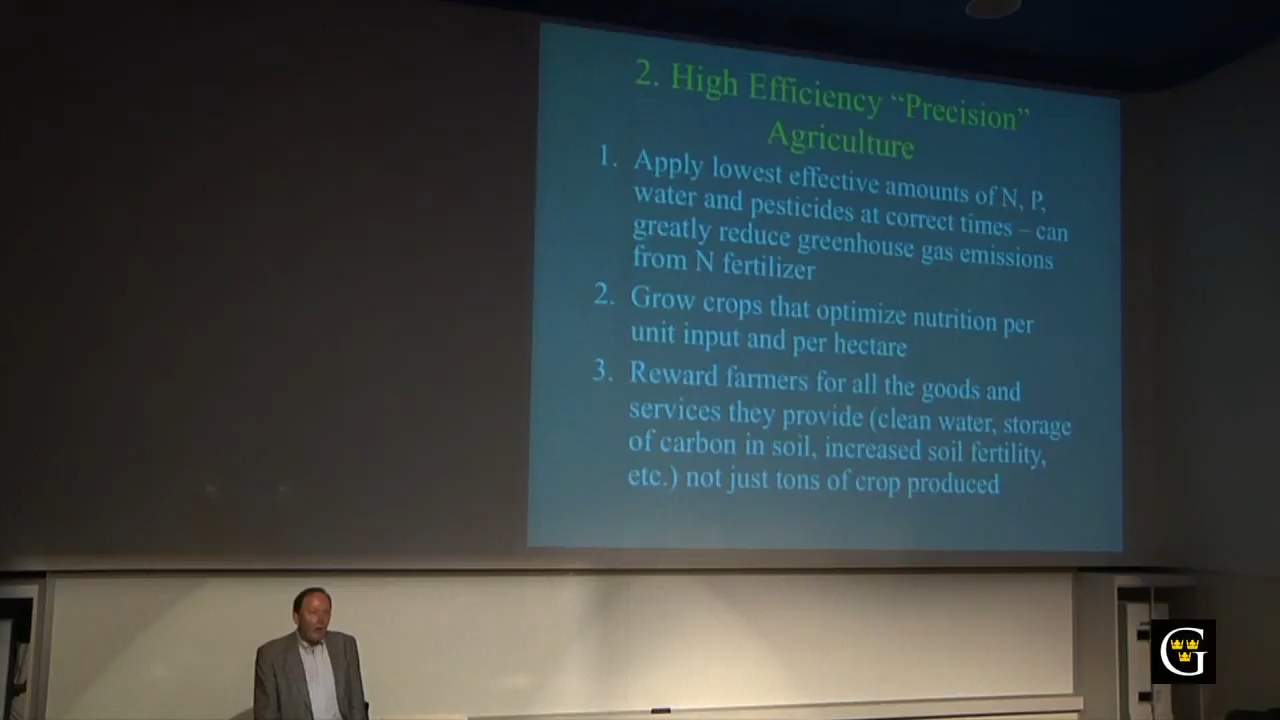 2. High Efficiency “Precision”
Agriculture
1. Apply lowest effective amounts of N, P,
water and pesticides at correct times – can
greatly reduce greenhouse gas emissions
from N fertilizer
2. Grow crops that optimize nutrition per
unit input and per hectare
3. Reward farmers for all the goods and
services they provide (clean water, storage
of carbon in soil, increased soil fertility,
etc.) not just tons of crop produced
G